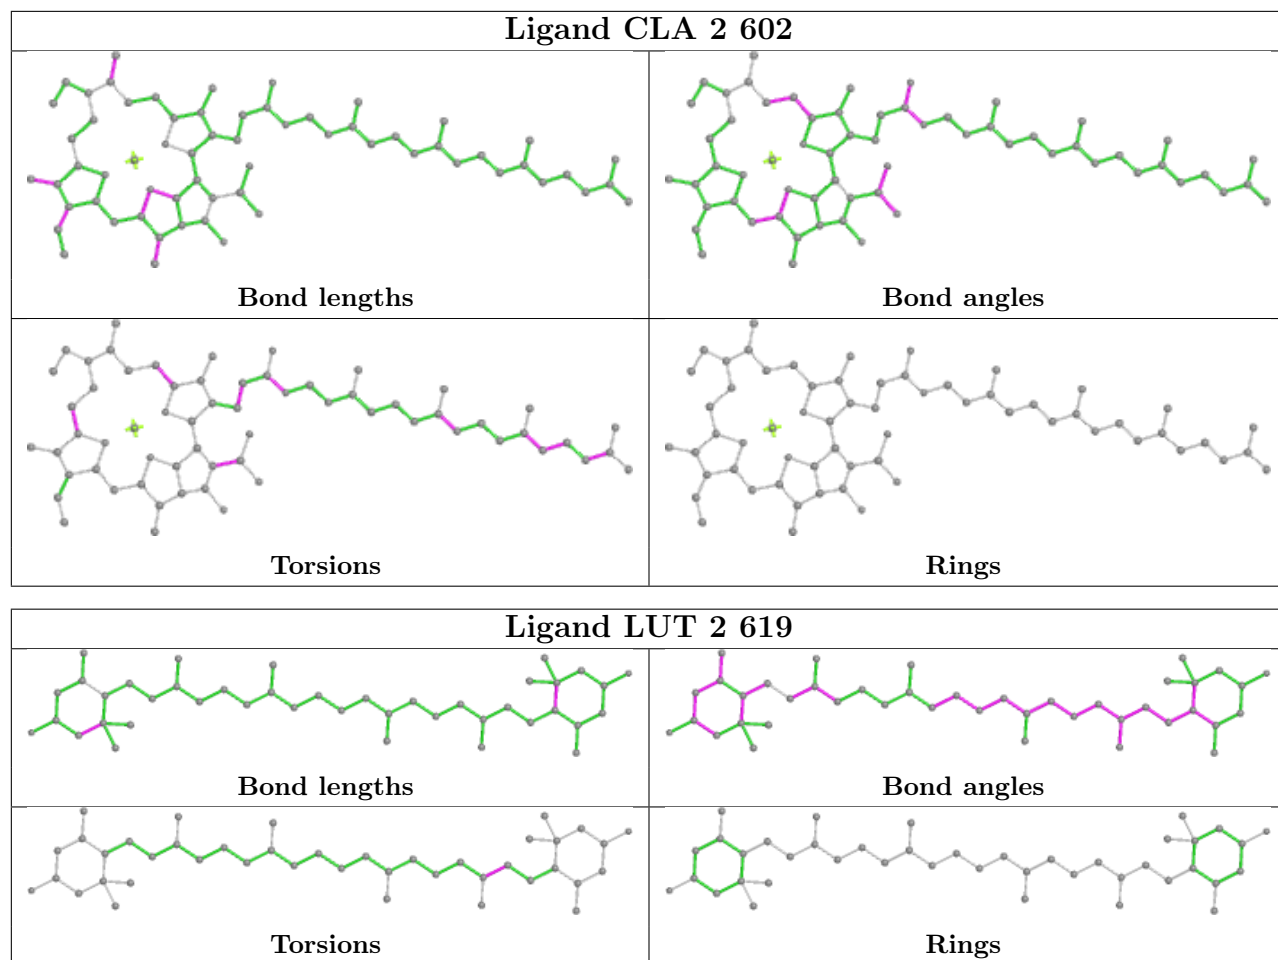 Ligand CLA 2 602
Bond lengths
Bond angles
Torsions
Rings
Ligand LUT 2 619
Bond lengths
Bond angles
Torsions
Rings